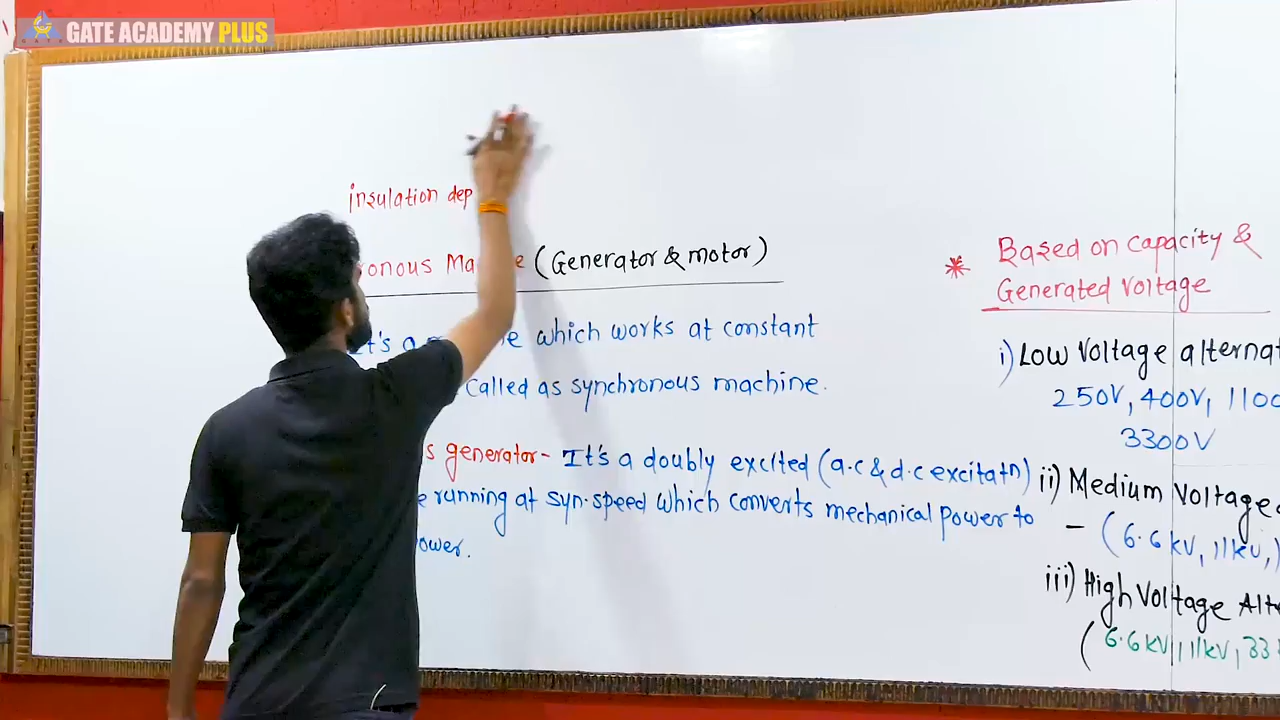 GATE ACADEMY PLUS
insulation dep
ronous Ma e (Generator & motor)
It's a e which works at constant
called as synchronous machine.
s generator - It's a doubly excited (a.c & d.c excitatn)
e running at syn. speed which converts mechanical power to
ower.
* Based on capacity &
Generated voltage
i) Low Voltage alternat
250V, 400V, 1100
3300V
ii) Medium Voltage
- (6.6 kV, 11kV,
iii) High Voltage Alt
(6.6kV, 11kV, 33